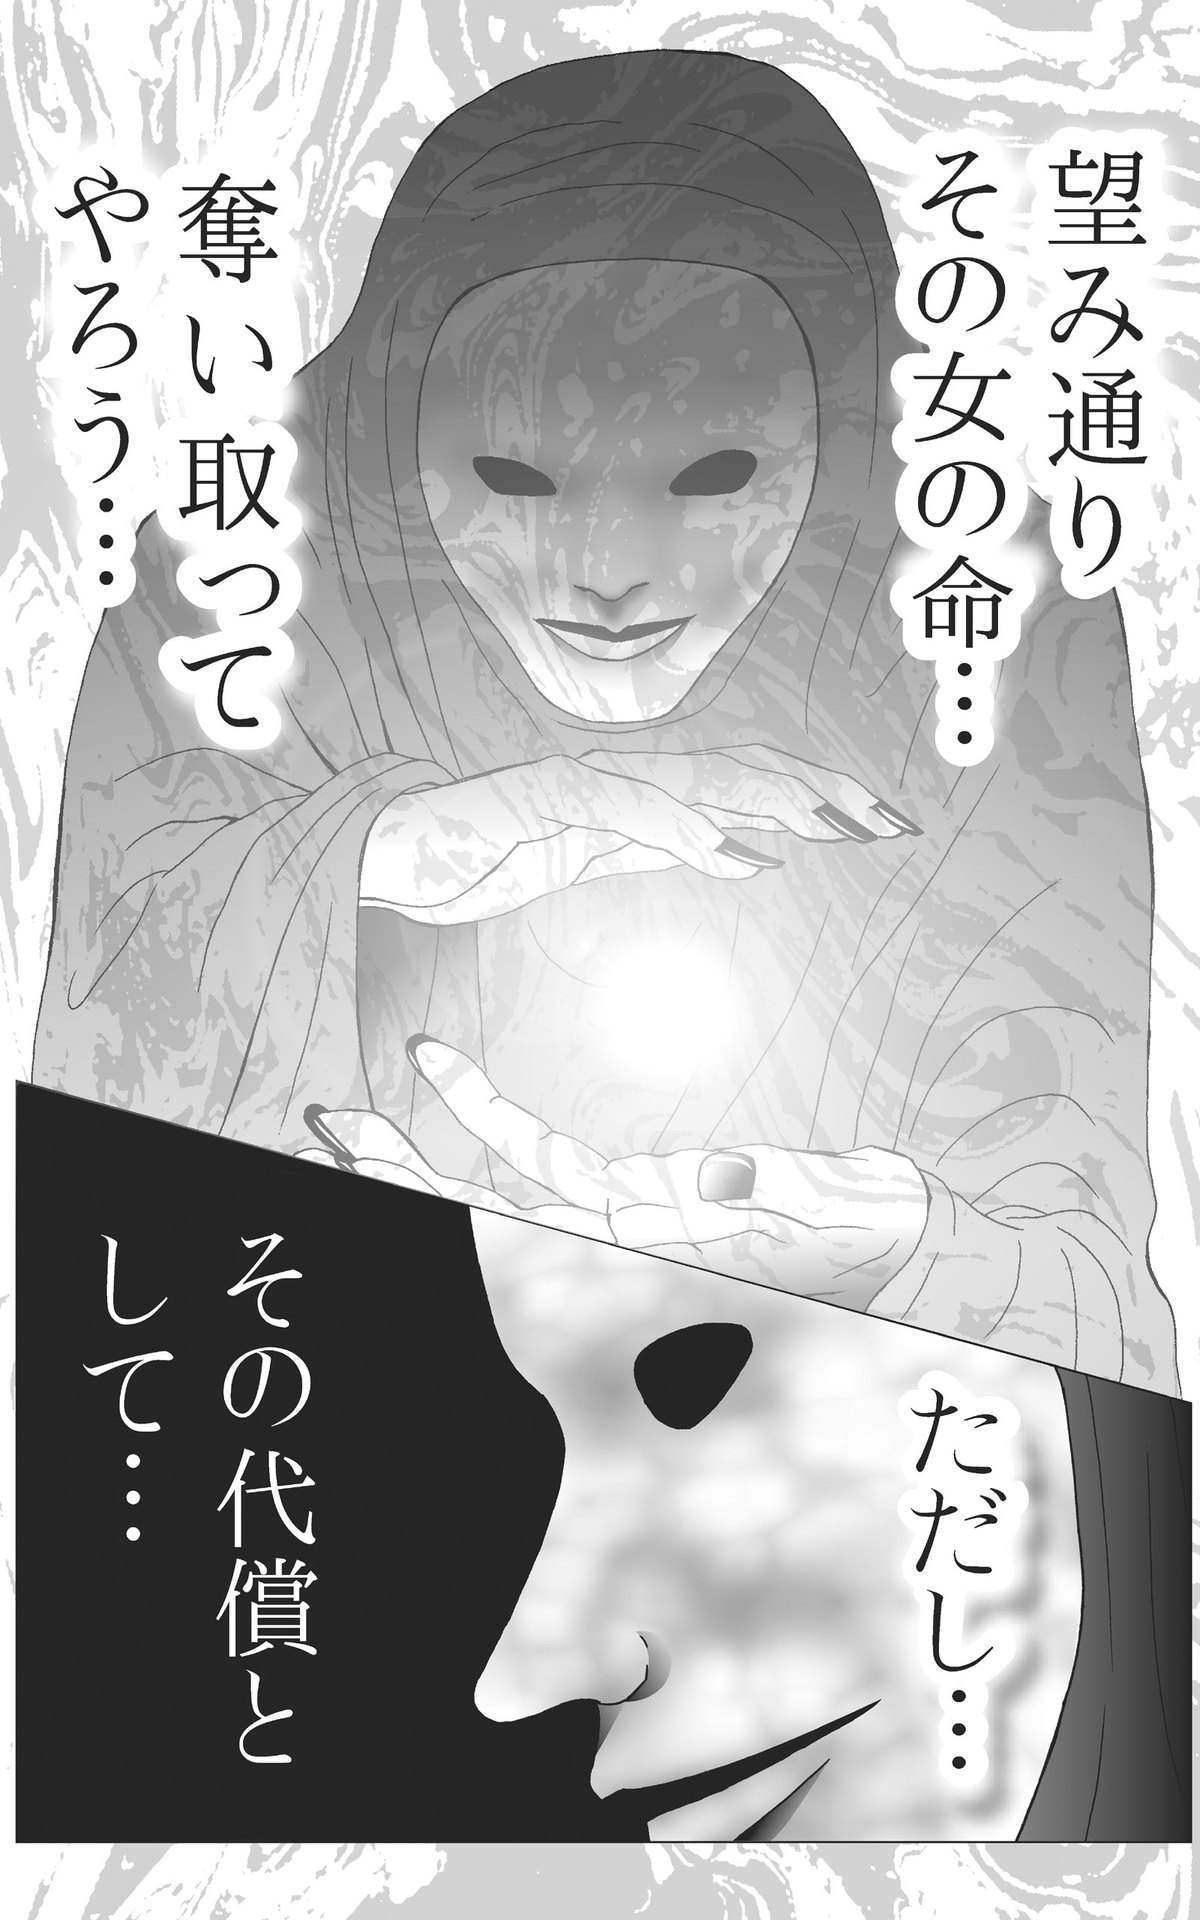 望み通り
その女の命…
奪い取って
やろう…
ただし…
その代償と
して…